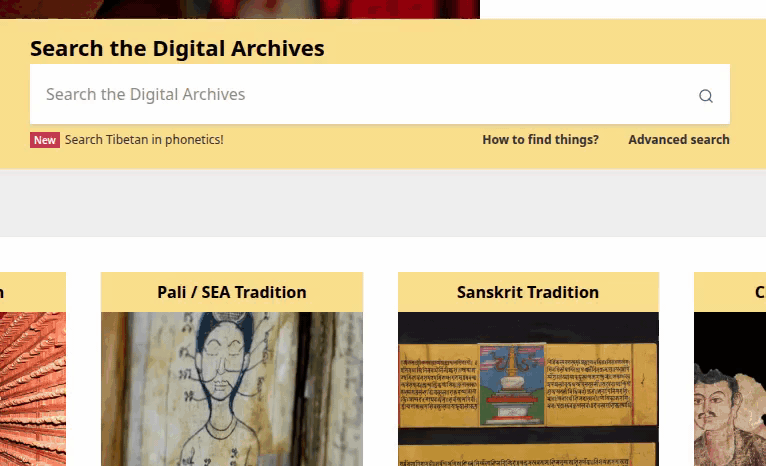 Search the Digital Archives
Search the Digital Archives
New Search Tibetan in phonetics!
How to find things? Advanced search
Pali / SEA Tradition
Sanskrit Tradition